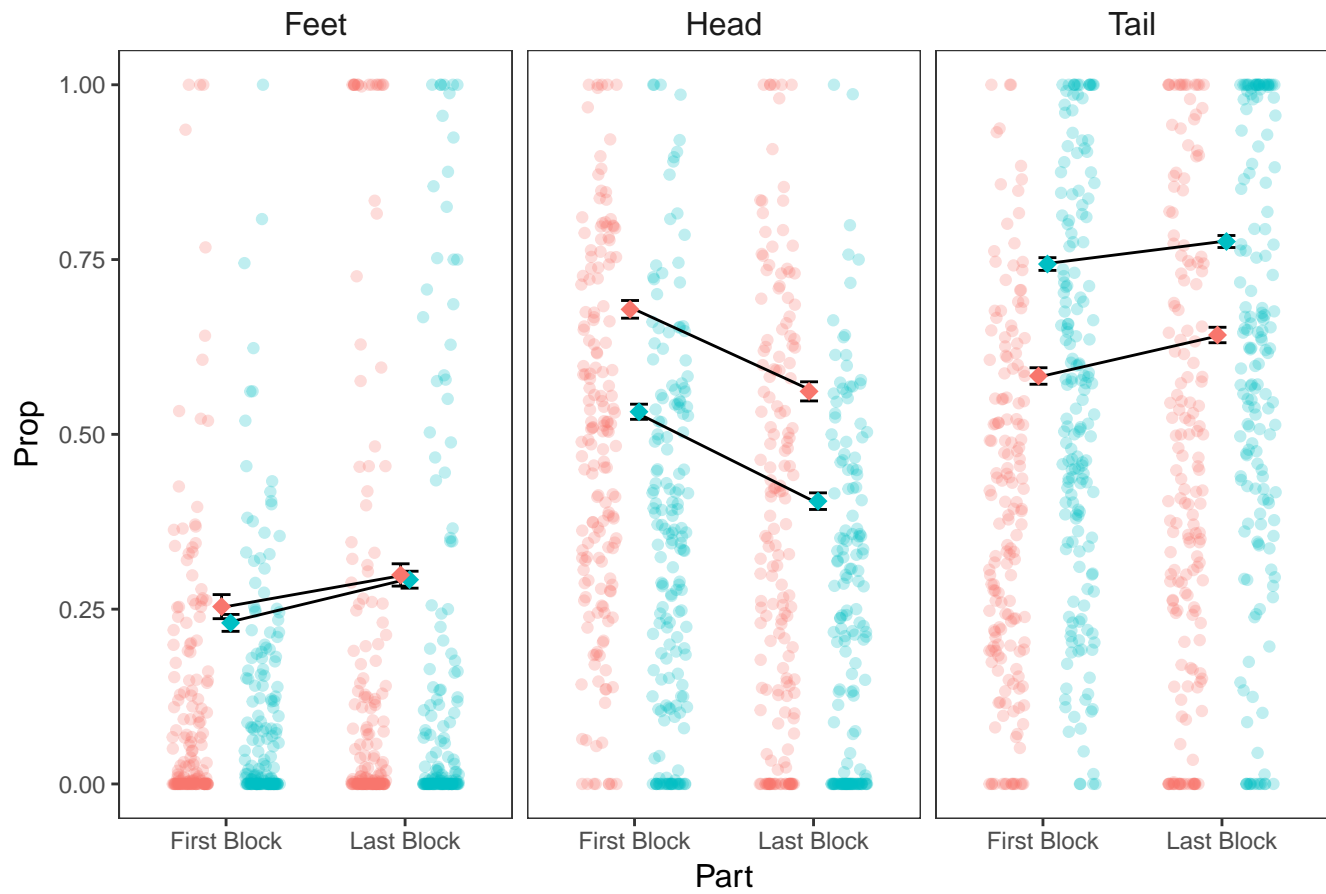 Feet Head Tail
1.00
0.75
0.50
0.25
0.00
Prop
First Block Last Block First Block Last Block First Block Last Block
Part